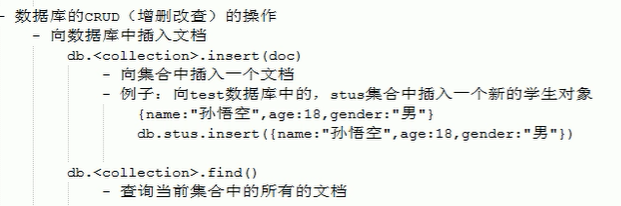 - 数据库的CRUD（增删改查）的操作
- 向数据库中插入文档
db.<collection>.insert(doc)
- 向集合中插入一个文档
- 例子：向test数据库中的，stus集合中插入一个新的学生对象
{name:"孙悟空",age:18,gender:"男"}
db.stus.insert({name:"孙悟空",age:18,gender:"男"})
db.<collection>.find()
- 查询当前集合中的所有的文档